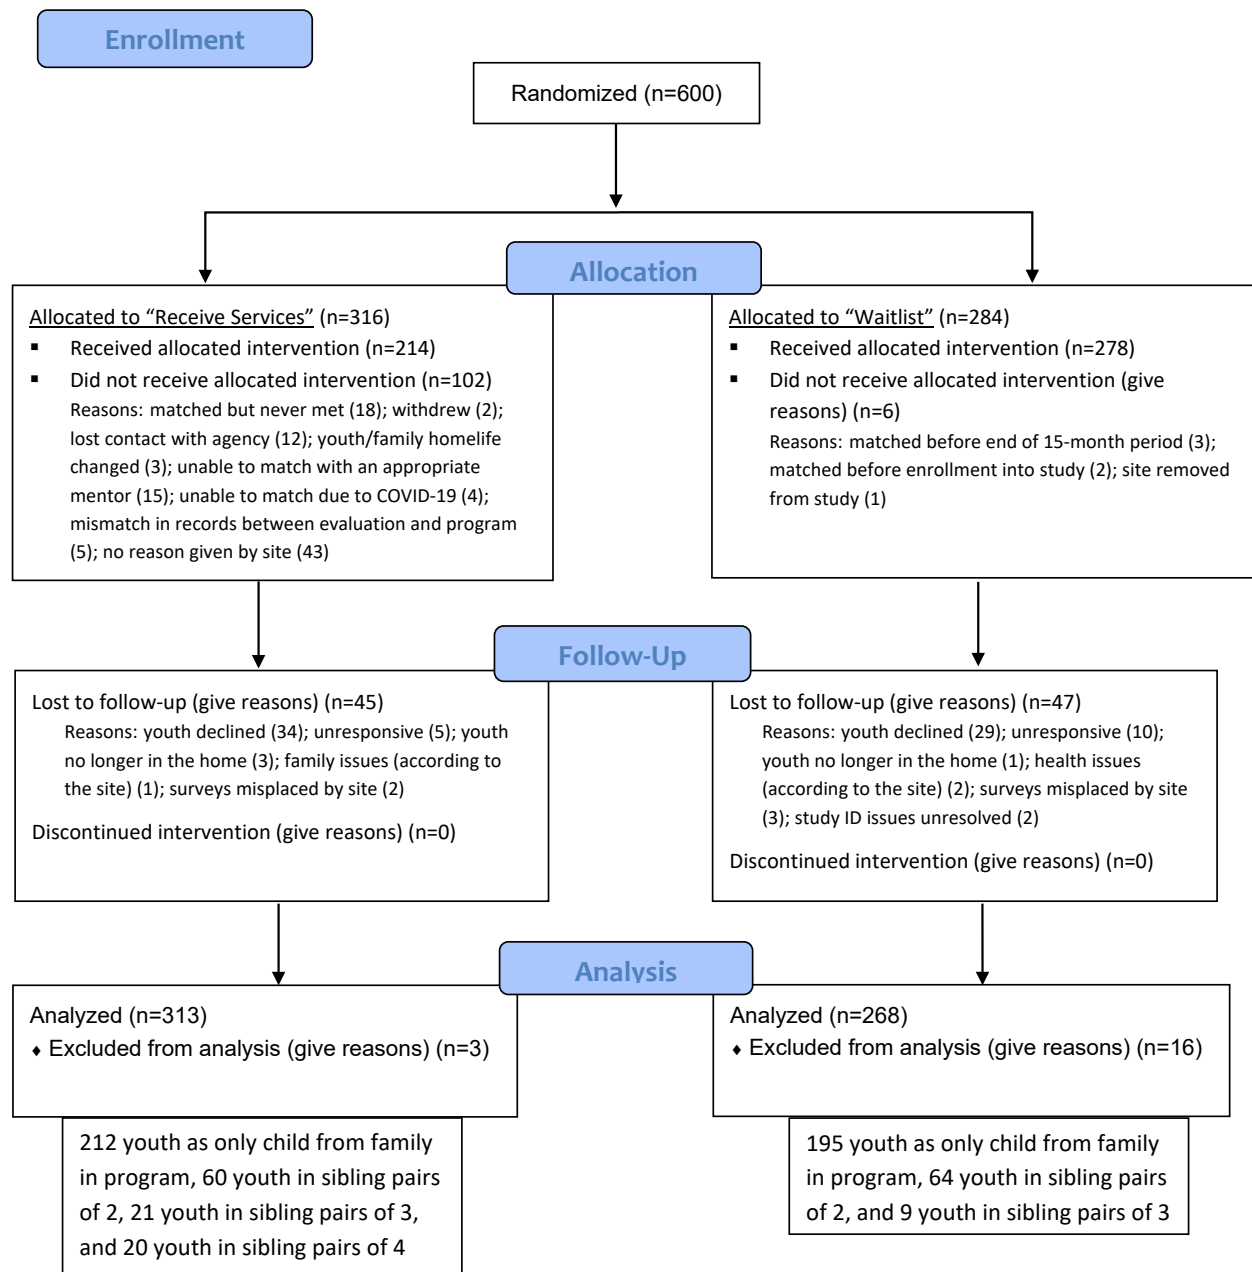 Enrollment
Randomized (n=600)
Allocation
Allocated to “Receive Services” (n=316)
▪ Received allocated intervention (n=214)
▪ Did not receive allocated intervention (n=102)
Reasons: matched but never met (18); withdrew (2);
lost contact with agency (12); youth/family homelife
changed (3); unable to match with an appropriate
mentor (15); unable to match due to COVID-19 (4);
mismatch in records between evaluation and program
(5); no reason given by site (43)
Allocated to “Waitlist” (n=284)
▪ Received allocated intervention (n=278)
▪ Did not receive allocated intervention (give
reasons) (n=6)
Reasons: matched before end of 15-month period (3);
matched before enrollment into study (2); site removed
from study (1)
Follow-Up
Lost to follow-up (give reasons) (n=45)
Reasons: youth declined (34); unresponsive (5); youth
no longer in the home (3); family issues (according to
the site) (1); surveys misplaced by site (2)
Discontinued intervention (give reasons) (n=0)
Lost to follow-up (give reasons) (n=47)
Reasons: youth declined (29); unresponsive (10);
youth no longer in the home (1); health issues
(according to the site) (2); surveys misplaced by site
(3); study ID issues unresolved (2)
Discontinued intervention (give reasons) (n=0)
Analysis
Analyzed (n=313)
♦ Excluded from analysis (give reasons) (n=3)
Analyzed (n=268)
♦ Excluded from analysis (give reasons) (n=16)
212 youth as only child from family
in program, 60 youth in sibling pairs
of 2, 21 youth in sibling pairs of 3,
and 20 youth in sibling pairs of 4
195 youth as only child from family
in program, 64 youth in sibling pairs
of 2, and 9 youth in sibling pairs of 3